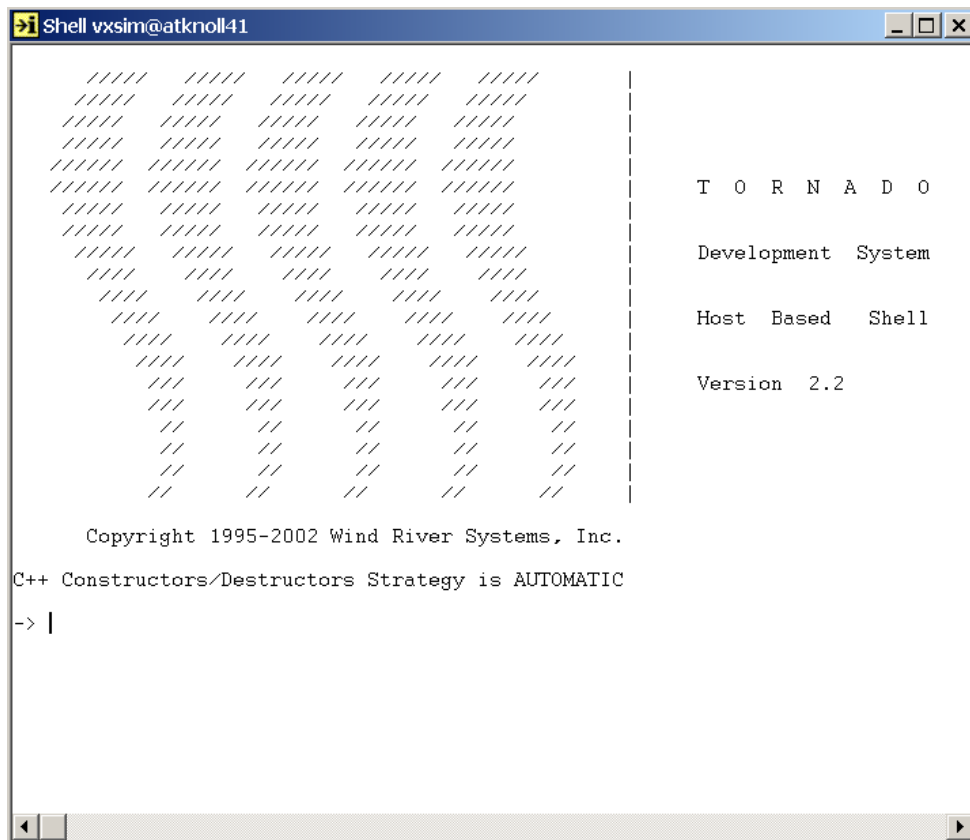 Shell vxsim@atknoll41
///// ///// ///// ///// ///// |
///// ///// ///// ///// ///// |
///// ///// ///// ///// ///// |
///// ///// ///// ///// ///// |
////// ////// ////// ////// ////// |
////// ////// ////// ////// ////// | T O R N A D O
///// ///// ///// ///// ///// |
///// ///// ///// ///// ///// |
///// ///// ///// ///// ///// | Development System
//// //// //// //// //// |
//// //// //// //// //// |
//// //// //// //// //// | Host Based Shell
//// //// //// //// //// |
//// //// //// //// //// |
/// /// /// /// /// | Version 2.2
/// /// /// /// /// |
// // // // // |
// // // // // |
// // // // // |
// // // // // |
Copyright 1995-2002 Wind River Systems, Inc.
C++ Constructors/Destructors Strategy is AUTOMATIC
->